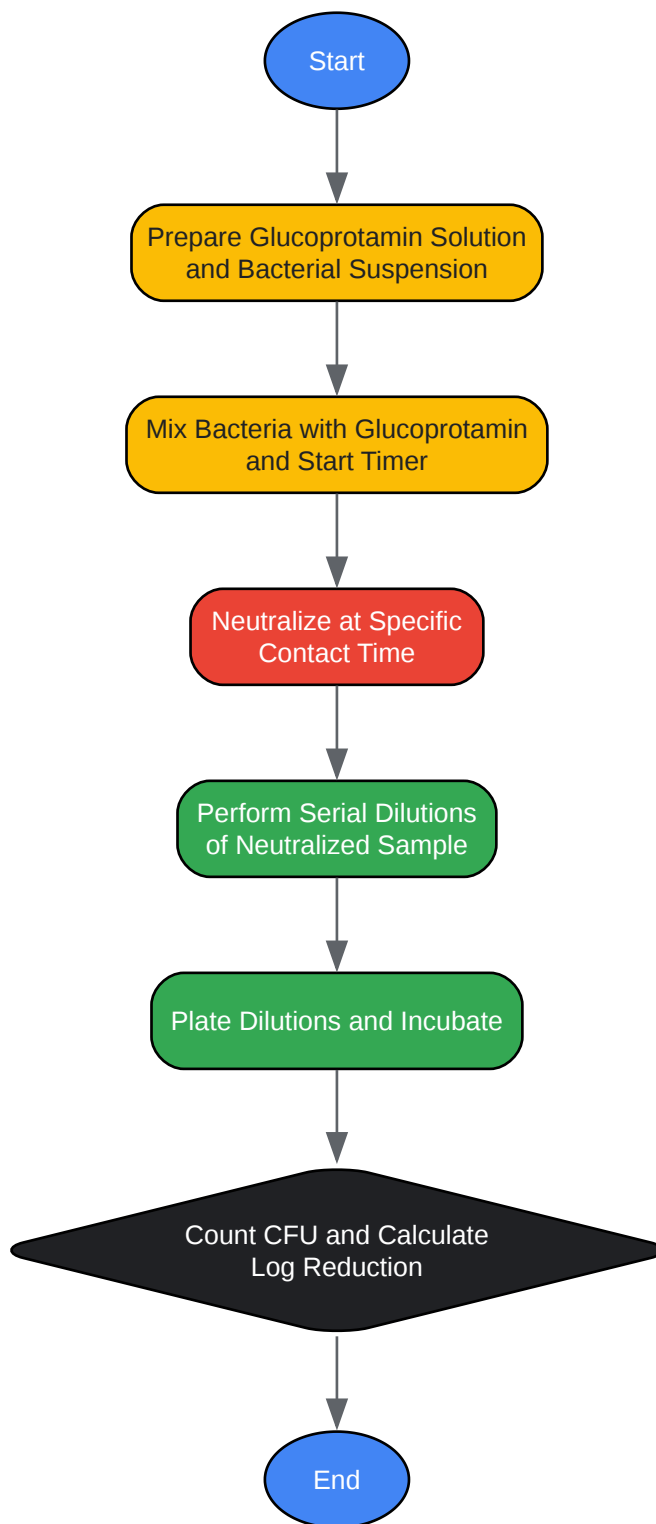 Start
Prepare Glucoprotamin Solution
and Bacterial Suspension
Mix Bacteria with Glucoprotamin
and Start Timer
Neutralize at Specific
Contact Time
Perform Serial Dilutions
of Neutralized Sample
Plate Dilutions and Incubate
Count CFU and Calculate
Log Reduction
End